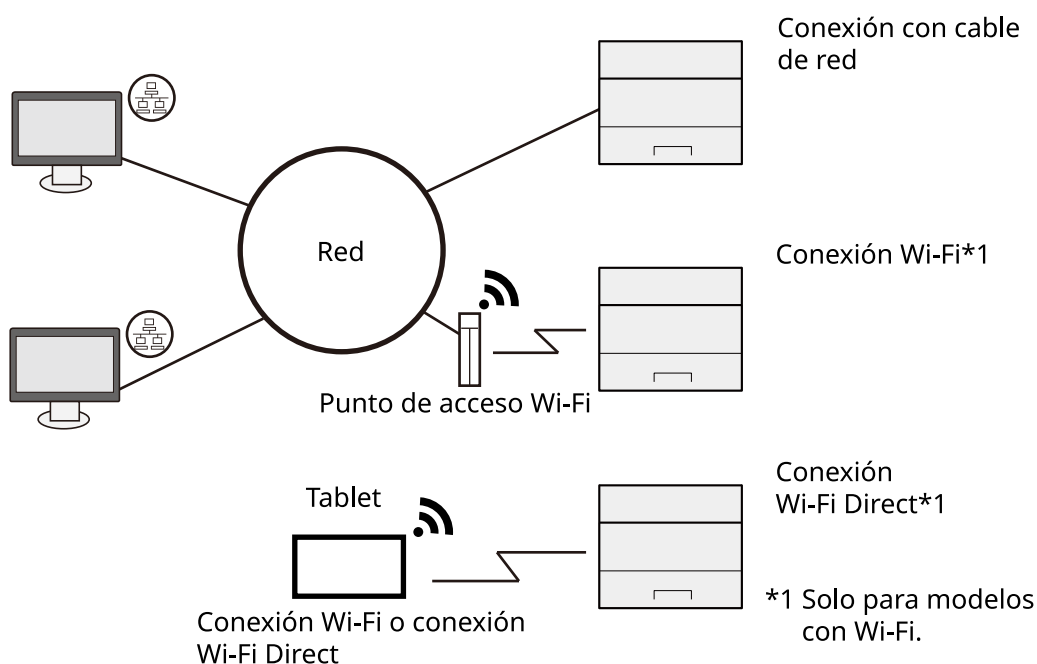 Conexión con cable
de red
Red
Conexión Wi-Fi*1
Punto de acceso Wi-Fi
Conexión
Wi-Fi Direct*1
Tablet
*1 Solo para modelos
con Wi-Fi.
Conexión Wi-Fi o conexión
Wi-Fi Direct